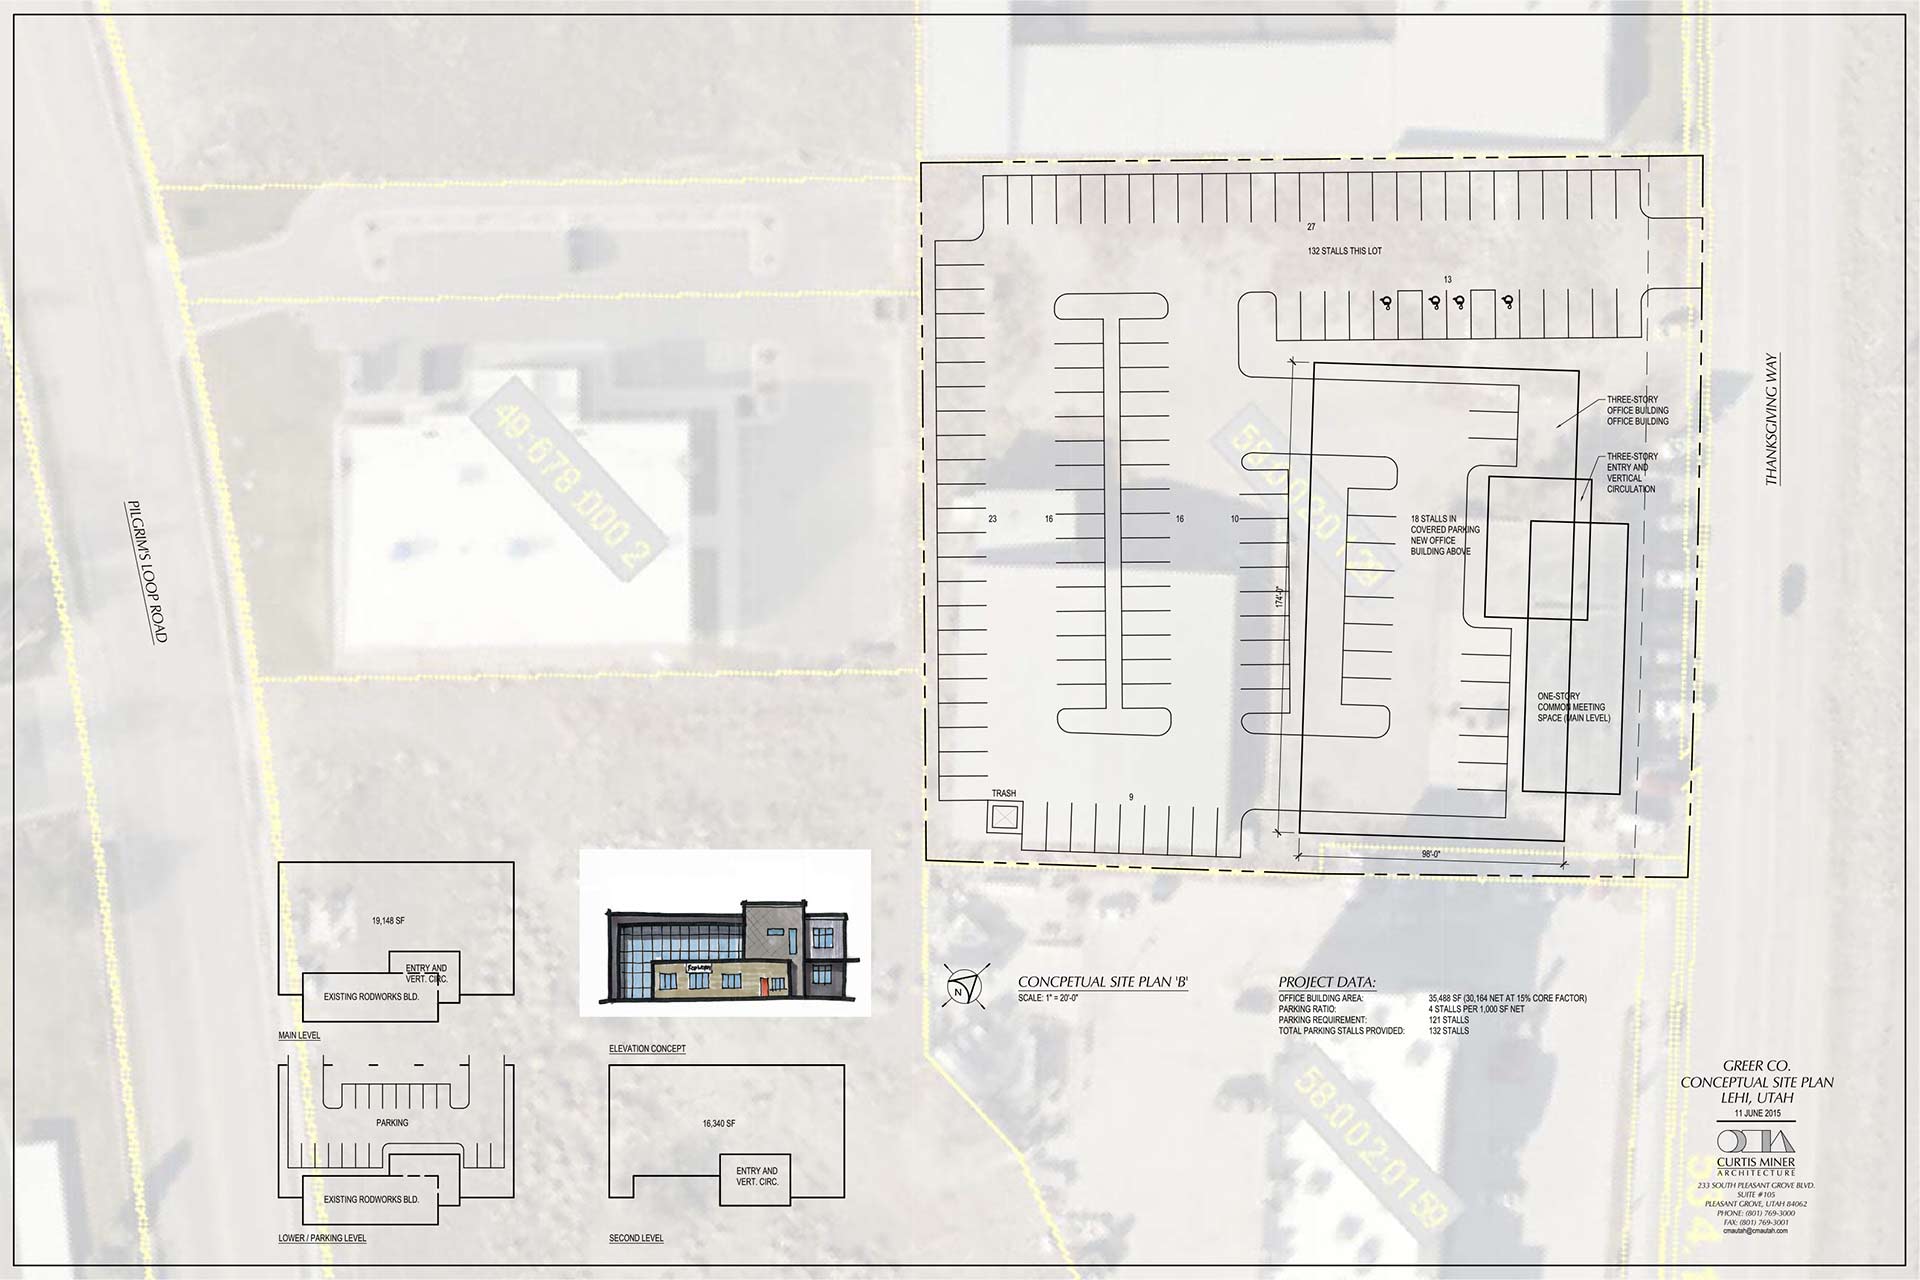 27
132 STALLS THIS LOT
13
THREE-STORY
OFFICE BUILDING
OFFICE BUILDING
THREE-STORY
ENTRY AND
VERTICAL
CIRCULATION
THANKSGIVING WAY
PILGRIM'S LOOP ROAD
49:678:0002
58:002:0129
23
16
16
10
18 STALLS IN
COVERED PARKING
NEW OFFICE
BUILDING ABOVE
174'-0"
ONE-STORY
COMMON MEETING
SPACE (MAIN LEVEL)
TRASH
9
98'-0"
19,148 SF
ENTRY AND
VERT. CIRC.
EXISTING RODWORKS BLD.
MAIN LEVEL
ELEVATION CONCEPT
PARKING
EXISTING RODWORKS BLD.
LOWER / PARKING LEVEL
16,340 SF
ENTRY AND
VERT. CIRC.
SECOND LEVEL
N
CONCPETUAL SITE PLAN 'B'
SCALE: 1" = 20'-0"
PROJECT DATA:
OFFICE BUILDING AREA: 35,488 SF (30,164 NET AT 15% CORE FACTOR)
PARKING RATIO: 4 STALLS PER 1,000 SF NET
PARKING REQUIREMENT: 121 STALLS
TOTAL PARKING STALLS PROVIDED: 132 STALLS
58:002:0159
GREER CO.
CONCEPTUAL SITE PLAN
LEHI, UTAH
11 JUNE 2015
CURTIS MINER
ARCHITECTURE
233 SOUTH PLEASANT GROVE BLVD.
SUITE #105
PLEASANT GROVE, UTAH 84062
PHONE: (801) 769-3000
FAX: (801) 769-3001
cmautah@cmautah.com